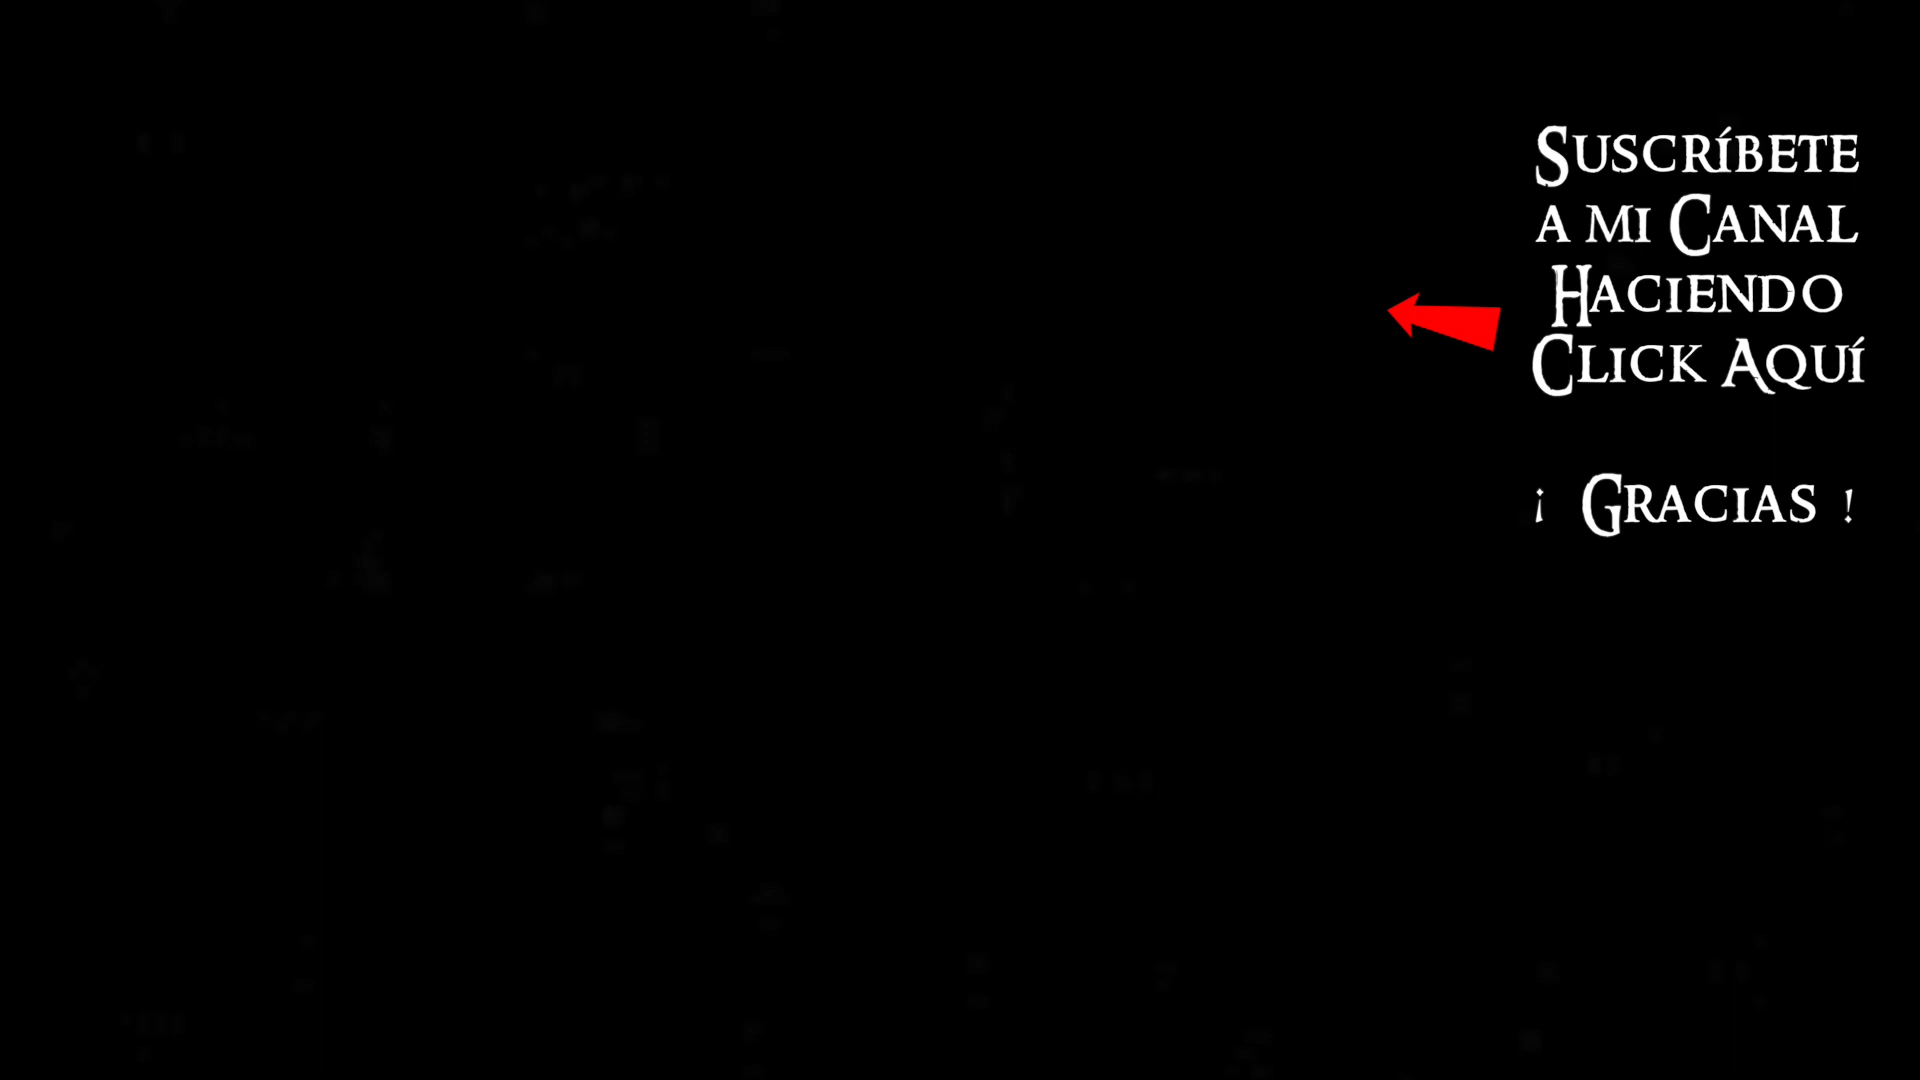 Suscríbete
a mi Canal
Haciendo
Click Aquí
¡ Gracias !